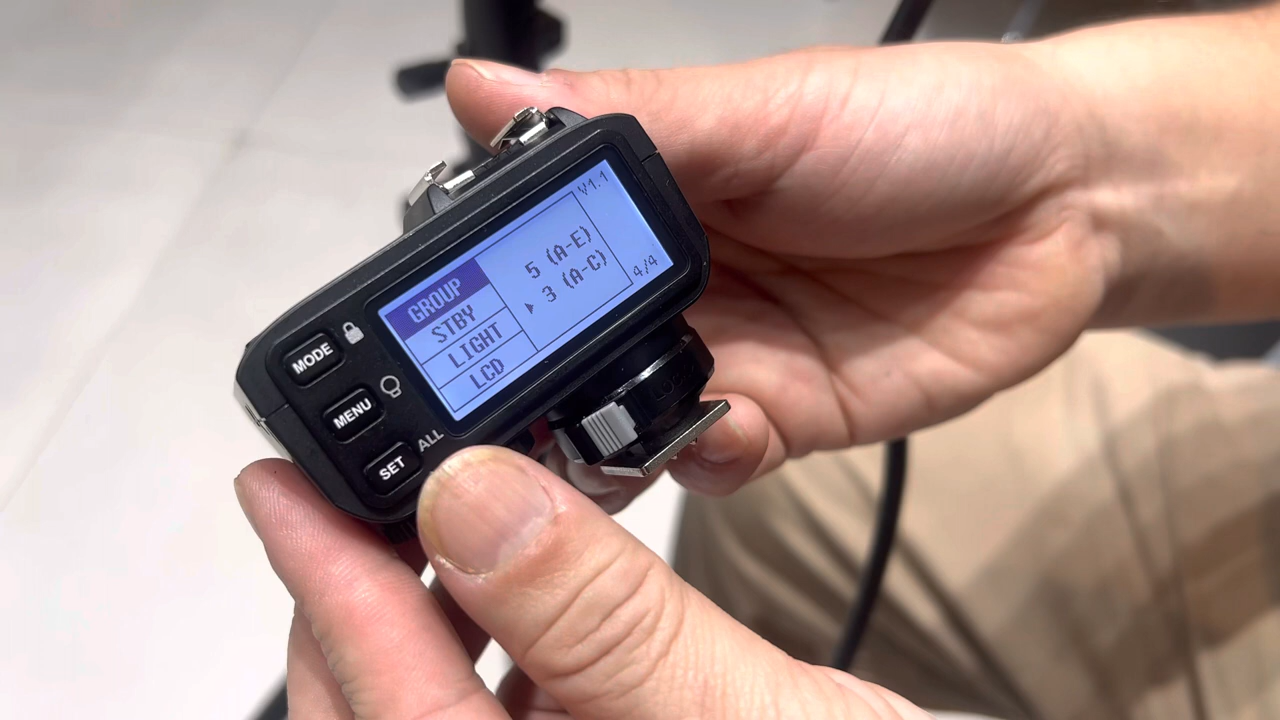 V1.1
GROUP
STBY
LIGHT
LCD
5 (A-E)
▶ 3 (A-C)
4/4
MODE
MENU
SET
ALL